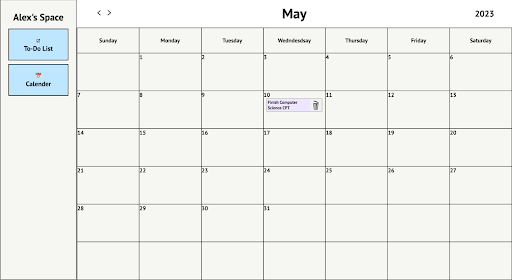 Alex's Space
To-Do List
Calender
< >
May
2023
Sunday Monday Tuesday Wedndesday Thursday Friday Saturday
1 2 3 4 5 6
7 8 9 10 11 12 13
Finish Computer
Science CPT
14 15 16 17 18 19 20
21 22 23 24 25 26 27
28 29 30 31